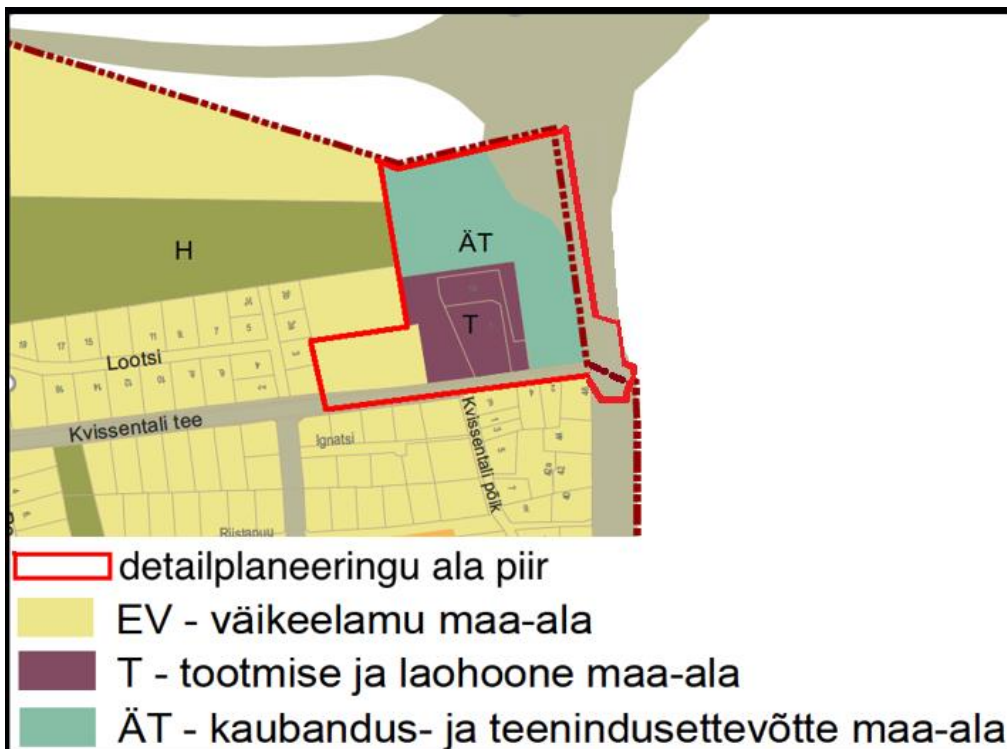 H
ÄT
T
Lootsi
Kvissentali tee
Ignatsi
Kvissentali põik
Riistapuu
detailplaneeringu ala piir
EV - väikeelamu maa-ala
T - tootmise ja laohoone maa-ala
ÄT - kaubandus- ja teenindusettevõtte maa-ala